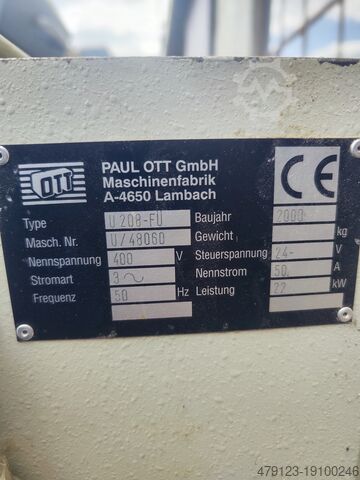 OTT
PAUL OTT GmbH
Maschinenfabrik
A-4650 Lambach
CE
Type U 208-FU Baujahr 2000
Masch. Nr. U/48060 Gewicht kg
Nennspannung 400 V Steuerspannung 24- V
Stromart 3~ Nennstrom 50 A
Frequenz 50 Hz Leistung 22 kW
479123-19100246